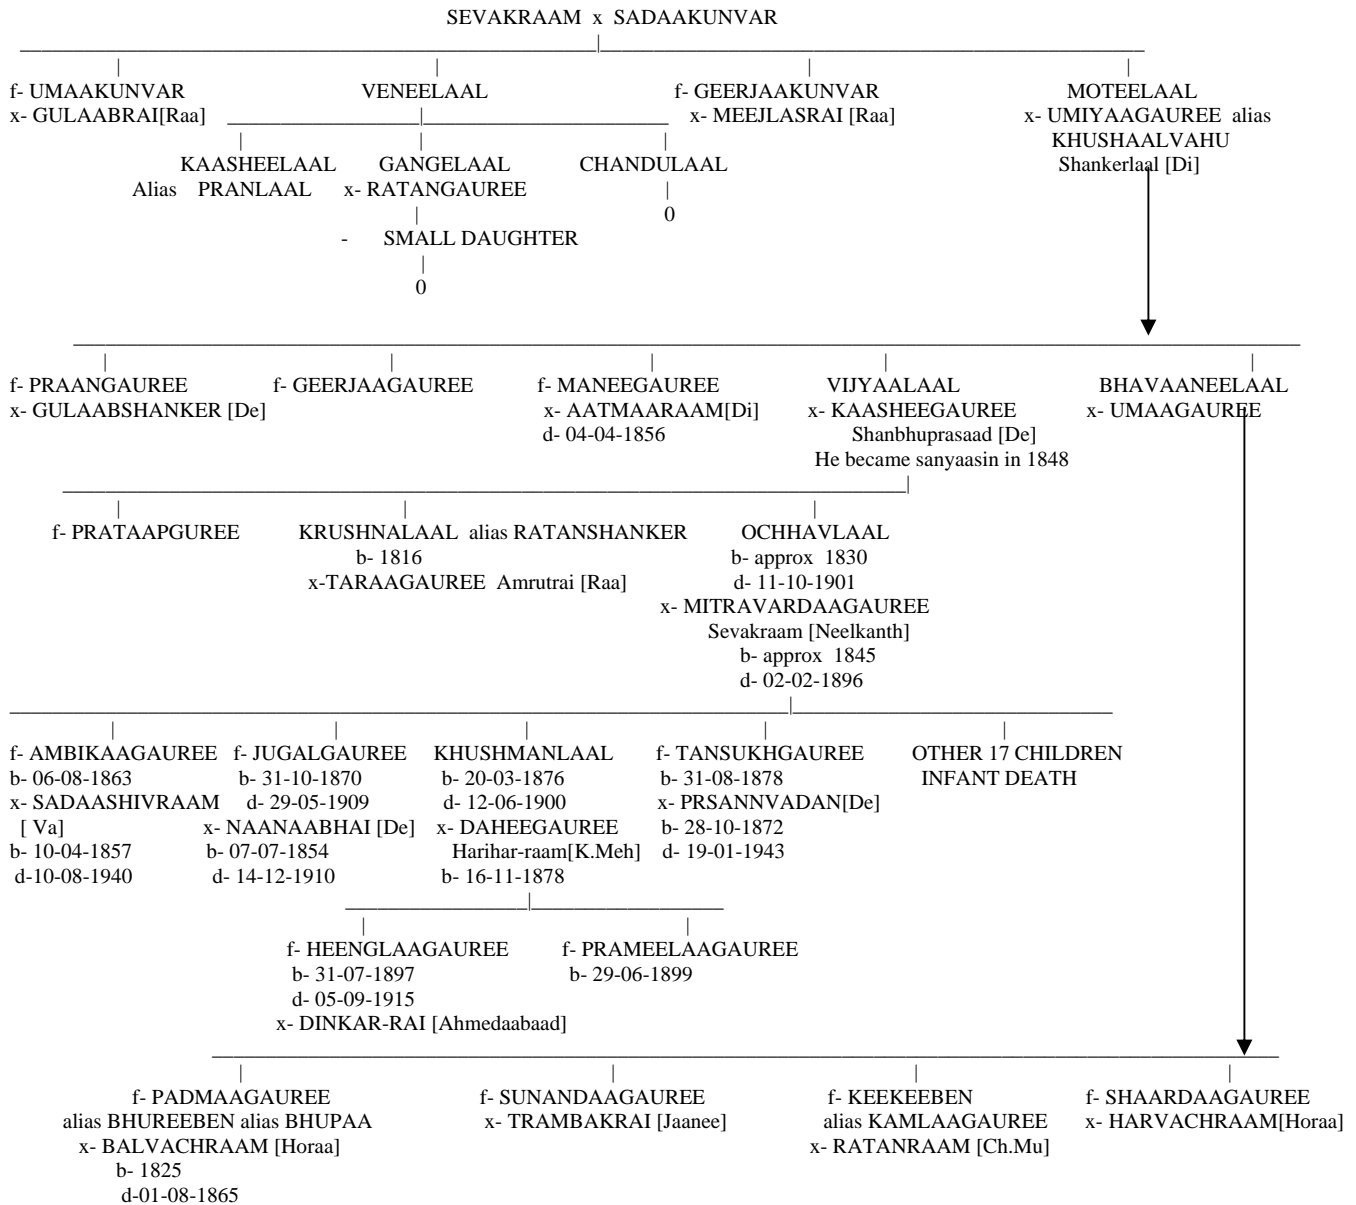 SEVAKRAAM x SADAAKUNVAR
f- UMAAKUNVAR VENEELAAL f- GEERJAAKUNVAR MOTEELAAL
x- GULAABRAI[Raa] x- MEEJLASRAI [Raa] x- UMIYAAGAUREE alias
KHUSHAALVAHU
KAASHEELAAL GANGELAAL CHANDULAAL Shankerlaal [Di]
Alias PRANLAAL x- RATANGAUREE
0
- SMALL DAUGHTER
0
f- PRAANGAUREE f- GEERJAAGAUREE f- MANEEGAUREE VIJYAALAAL BHAVAANEELAAL
x- GULAABSHANKER [De] x- AATMAARAAM[Di] x- KAASHEEGAUREE x- UMAAGAUREE
d- 04-04-1856 Shanbhuprasaad [De]
He became sanyaasin in 1848
f- PRATAAPGUREE KRUSHNALAAL alias RATANSHANKER OCHHAVLAAL
b- 1816 b- approx 1830
x-TARAAGAUREE Amrutrai [Raa] d- 11-10-1901
x- MITRAVARDAAGAUREE
Sevakraam [Neelkanth]
b- approx 1845
d- 02-02-1896
f- AMBIKAAGAUREE f- JUGALGAUREE KHUSHMANLAAL f- TANSUKHGAUREE OTHER 17 CHILDREN
b- 06-08-1863 b- 31-10-1870 b- 20-03-1876 b- 31-08-1878 INFANT DEATH
x- SADAASHIVRAAM d- 29-05-1909 d- 12-06-1900 x- PRSANNVADAN[De]
[ Va] x- NAANAABHAI [De] x- DAHEEGAUREE b- 28-10-1872
b- 10-04-1857 b- 07-07-1854 Harihar-raam[K.Meh] d- 19-01-1943
d-10-08-1940 d- 14-12-1910 b- 16-11-1878
f- HEENGLAAGAUREE f- PRAMEELAAGAUREE
b- 31-07-1897 b- 29-06-1899
d- 05-09-1915
x- DINKAR-RAI [Ahmedaabaad]
f- PADMAAGAUREE f- SUNANDAAGAUREE f- KEEKEEBEN f- SHAARDAAGAUREE
alias BHUREEBEN alias BHUPAA x- TRAMBAKRAI [Jaanee] alias KAMLAAGAUREE x- HARVACHRAAM[Horaa]
x- BALVACHRAAM [Horaa] x- RATANRAAM [Ch.Mu]
b- 1825
d-01-08-1865